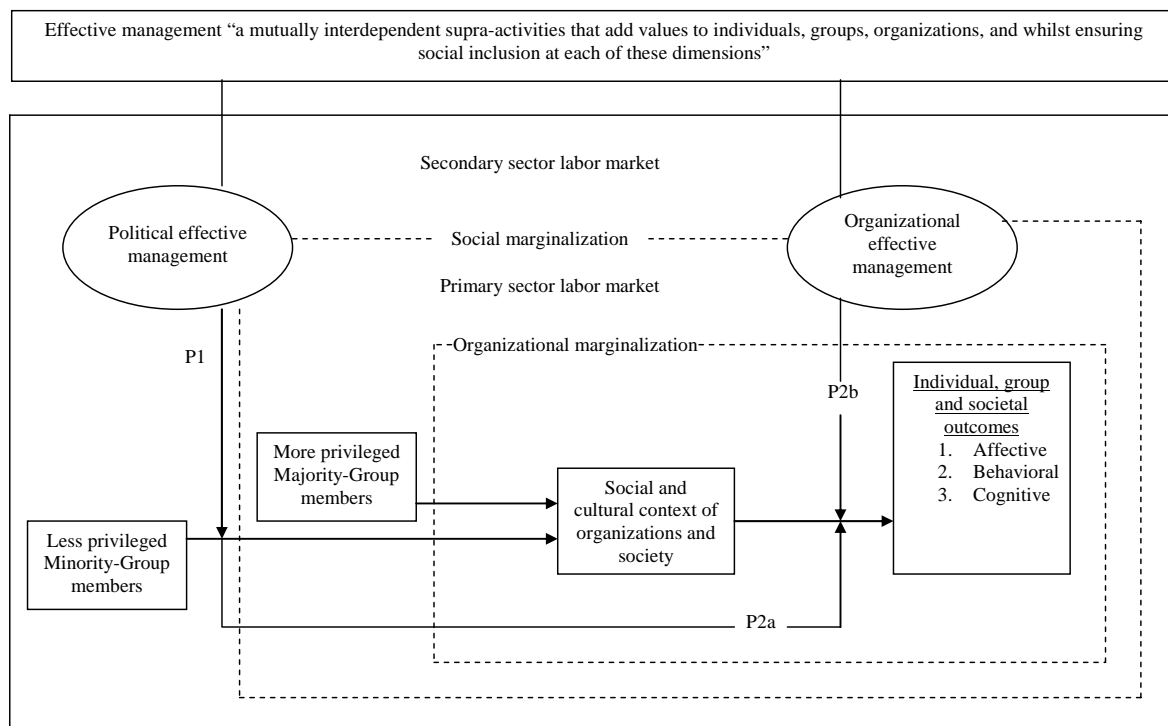 Effective management “a mutually interdependent supra-activities that add values to individuals, groups, organizations, and whilst ensuring
social inclusion at each of these dimensions”
Secondary sector labor market
Political effective
management
Social marginalization
Organizational
effective
management
Primary sector labor market
P1
Organizational marginalization
P2b
Individual, group
and societal
outcomes
1. Affective
2. Behavioral
3. Cognitive
More privileged
Majority-Group
members
Social and
cultural context of
organizations and
society
Less privileged
Minority-Group
members
P2a